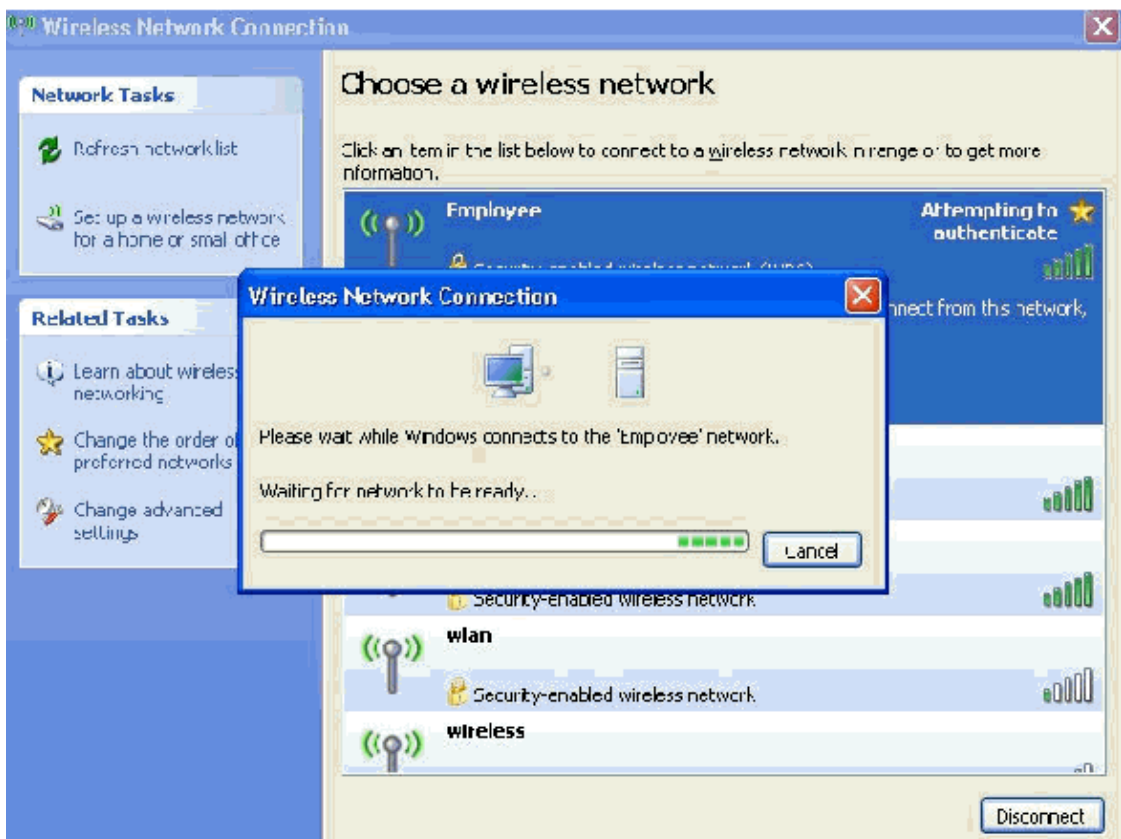 Wireless Network Connection
Network Tasks
Refresh network list
Set up a wireless network
for a home or small office
Related Tasks
Learn about wireless
networking
Change the order of
preferred networks
Change advanced
settings
Choose a wireless network
Click an item in the list below to connect to a wireless network in range or to get more
information.
Employee
Attempting to
authenticate
Security-enabled wireless network
nnect from this network,
Wireless Network Connection
Please wait while Windows connects to the 'Employee' network.
Waiting for network to be ready..
Cancel
Security-enabled wireless network
wlan
Security-enabled wireless network
wireless
Disconnect